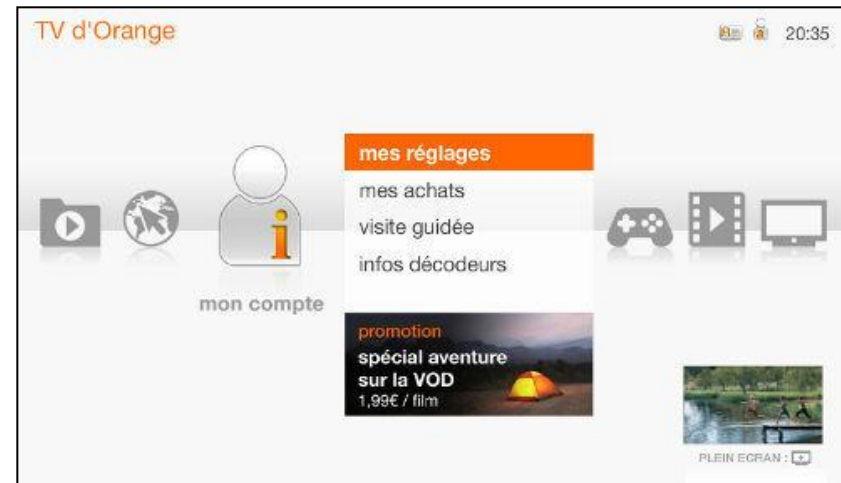 TV d'Orange
20:35
mes réglages
mes achats
visite guidée
infos décodeurs
mon compte
promotion
spécial aventure
sur la VOD
1,99€ / film
PLEIN ECRAN :